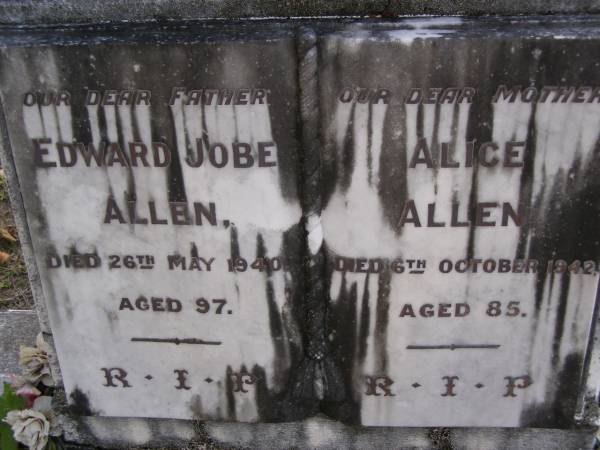 OUR DEAR FATHER
EDWARD JOBE
ALLEN,
DIED 26TH MAY 1940.
AGED 97.
R · I · P
OUR DEAR MOTHER
ALICE
ALLEN
DIED 6TH OCTOBER 1942,
AGED 85.
R · I · P